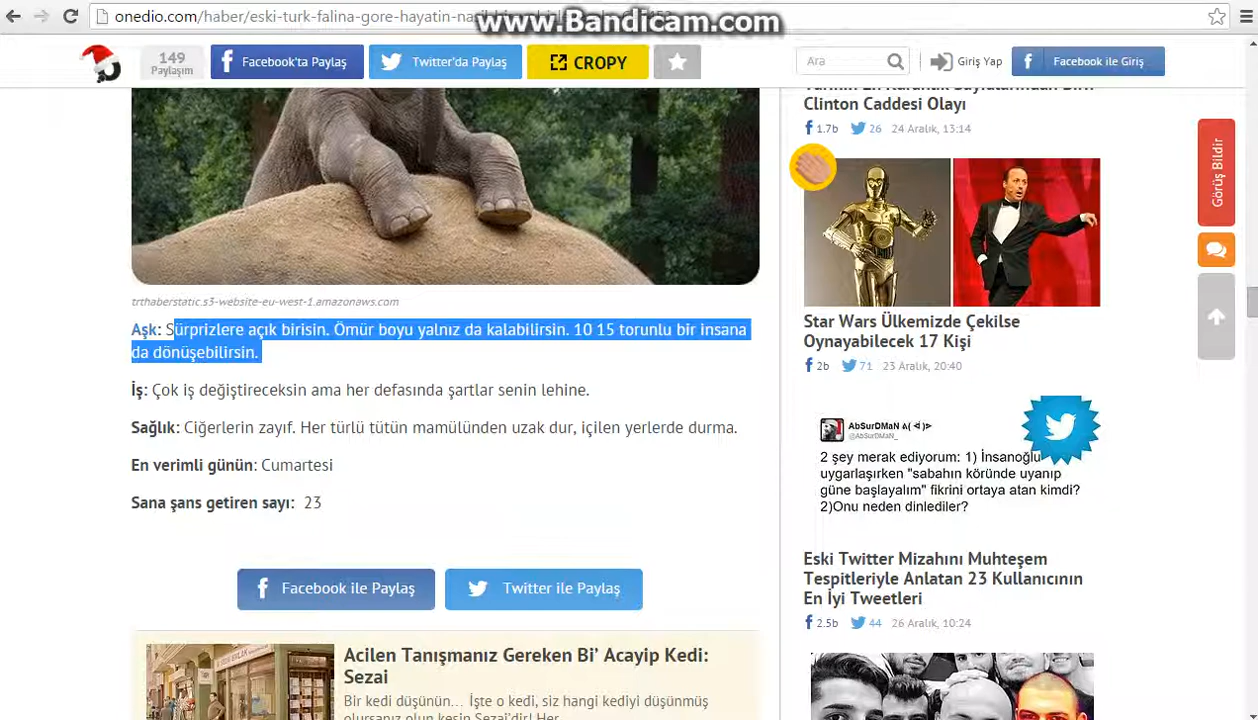 onedio.com/haber/eski-turk-falina-gore-hayatin-
www.Bandicam.com
149
Paylaşım
Facebook'ta Paylaş
Twitter'da Paylaş
CROPY
Ara
Giriş Yap
Facebook ile Giriş
trthaberstatic.s3-website-eu-west-1.amazonaws.com
Aşk: Sürprizlere açık birisin. Ömür boyu yalnız da kalabilirsin. 10 15 torunlu bir insana
da dönüşebilirsin.
İş: Çok iş değiştireceksin ama her defasında şartlar senin lehine.
Sağlık: Ciğerlerin zayıf. Her türlü tütün mamülünden uzak dur, içilen yerlerde durma.
En verimli günün: Cumartesi
Sana şans getiren sayı: 23
Facebook ile Paylaş
Twitter ile Paylaş
Acilen Tanışmanız Gereken Bi’ Acayip Kedi:
Sezai
Bir kedi düşünün... İşte o kedi, siz hangi kediyi düşünmüş
olursanız olun kesin Sezai'dir! Her
Clinton Caddesi Olayı
1.7b 26 24 Aralık, 13:14
Star Wars Ülkemizde Çekilse
Oynayabilecek 17 Kişi
2b 71 23 Aralık, 20:40
AbSurDMaN
@AbSurDMaN_
2 şey merak ediyorum: 1) İnsanoğlu
uygarlaşırken "sabahın köründe uyanıp
güne başlayalım" fikrini ortaya atan kimdi?
2)Onu neden dinlediler?
Eski Twitter Mizahını Muhteşem
Tespitleriyle Anlatan 23 Kullanıcının
En İyi Tweetleri
2.5b 44 26 Aralık, 10:24
Görüş Bildir